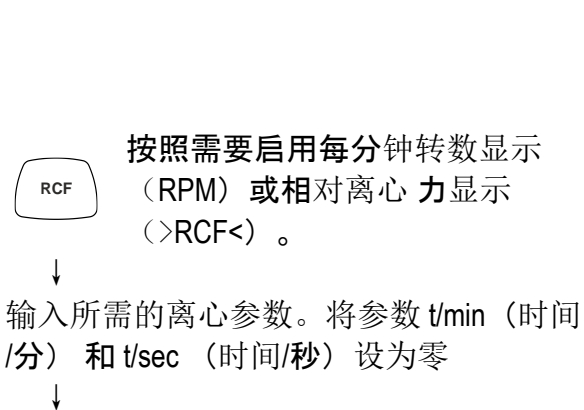 按照需要启用每分钟转数显示
RCF
（RPM）或相对离心 力显示
（>RCF<）。
↓
输入所需的离心参数。将参数 t/min（时间
/分） 和 t/sec （时间/秒）设为零
↓